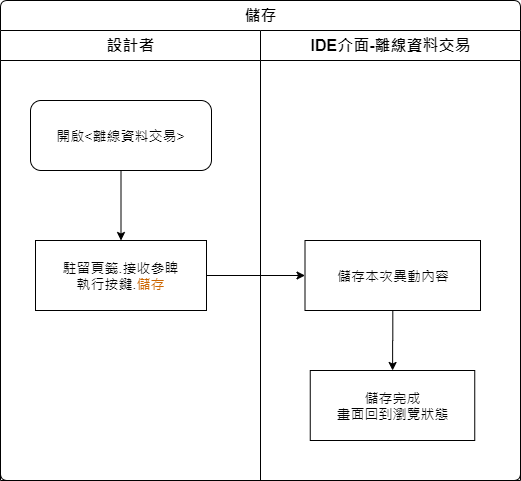 儲存
設計者
IDE介面-離線資料交易
開啟<離線資料交易>
駐留頁籤.接收參睥
執行按鍵.儲存
儲存本次異動內容
儲存完成
畫面回到瀏覽狀態